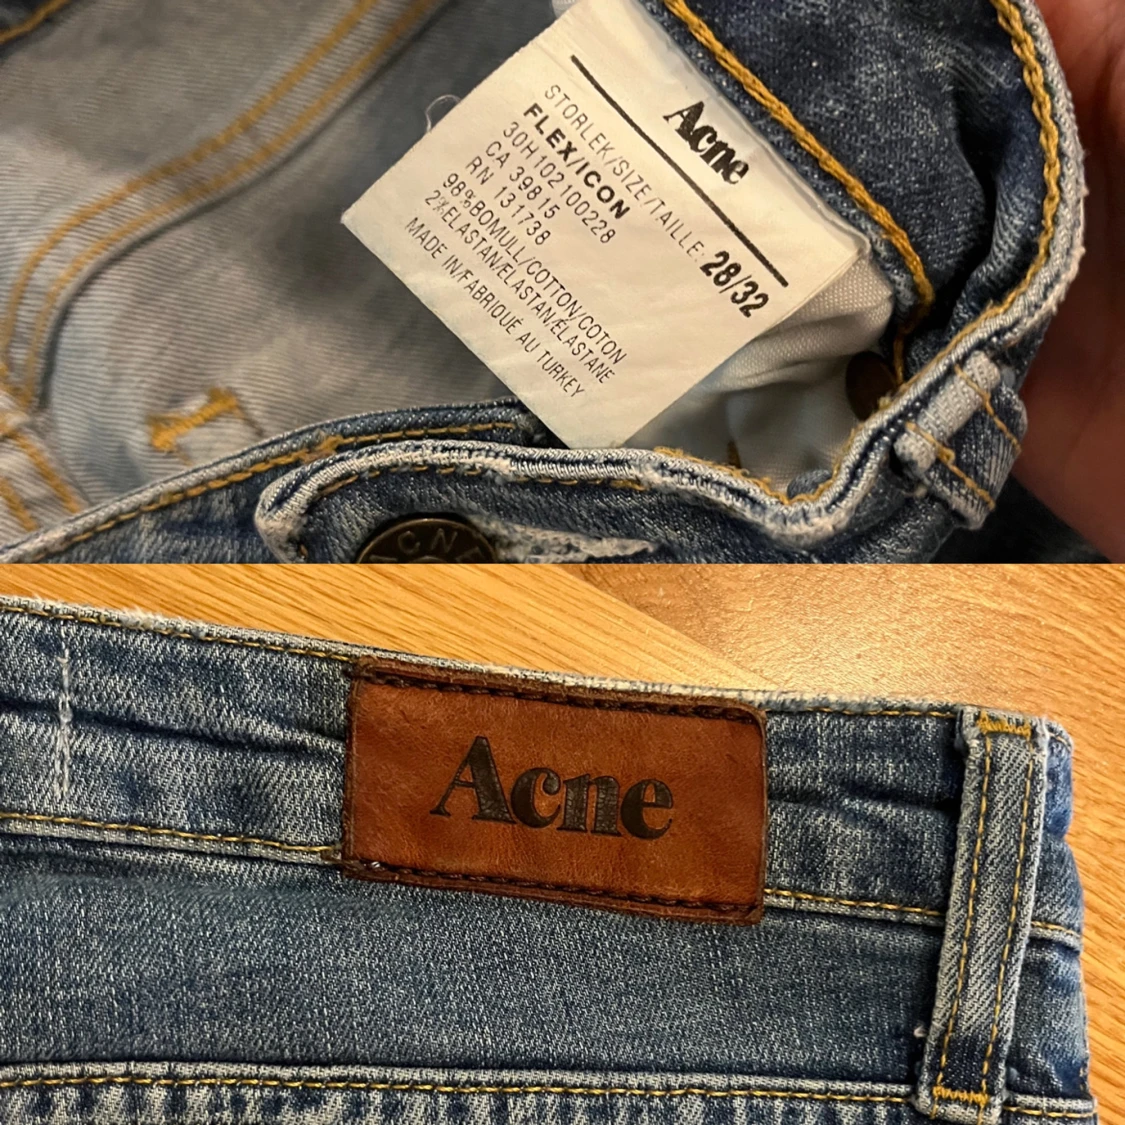 Acne
STORLEK/SIZE/TAILLE: 28/32
FLEX/ICON
30H102100228
CA 39815
RN 131738
98%BOMULL/COTTON/COTON
2%ELASTAN/ELASTAN/ÉLASTANE
MADE IN/FABRIQUÉ AU TURKEY
ACNE
Acne